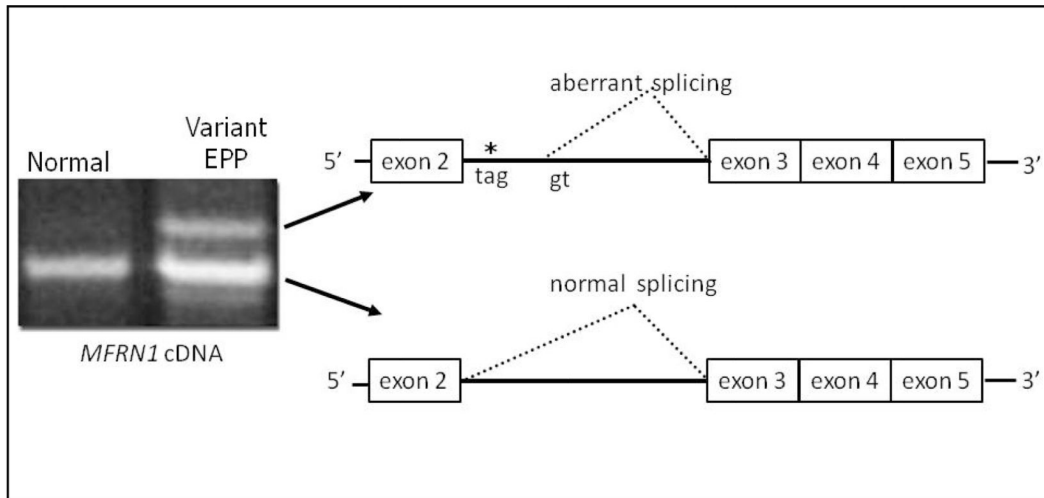 Normal
Variant
EPP
MFRN1 cDNA
aberrant splicing
*
5’ exon 2 exon 3 exon 4 exon 5 3’
tag gt
normal splicing
5’ exon 2 exon 3 exon 4 exon 5 3’